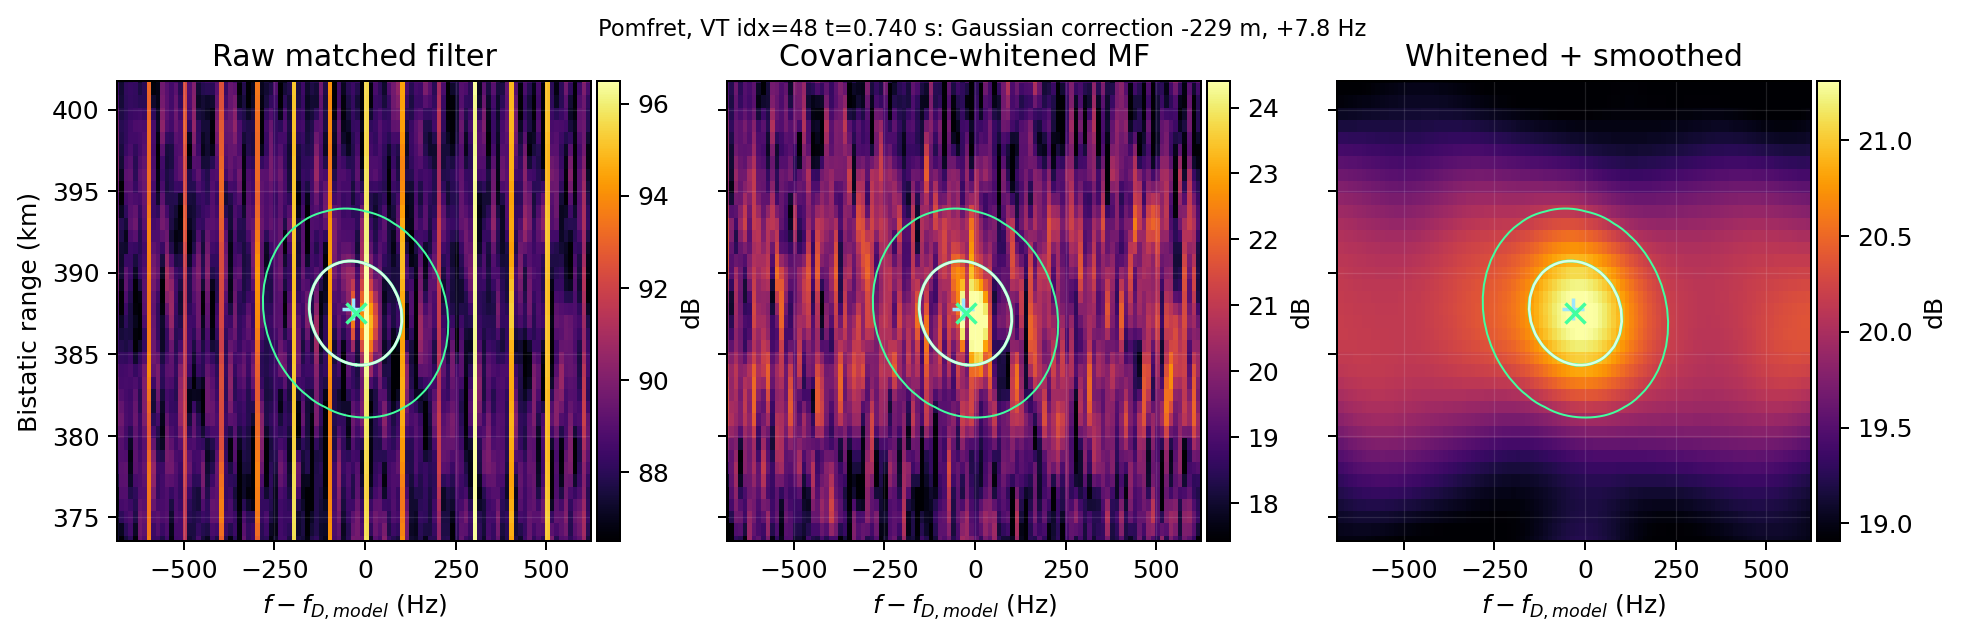 Pomfret, VT idx=48 t=0.740 s: Gaussian correction -229 m, +7.8 Hz
Raw matched filter
Covariance-whitened MF
Whitened + smoothed
Bistatic range (km)
400
395
390
385
380
375
−500 −250 0 250 500
f − f_{D, model} (Hz)
96
94
92
90
88
dB
−500 −250 0 250 500
f − f_{D, model} (Hz)
24
23
22
21
20
19
18
dB
−500 −250 0 250 500
f − f_{D, model} (Hz)
21.0
20.5
20.0
19.5
19.0
dB